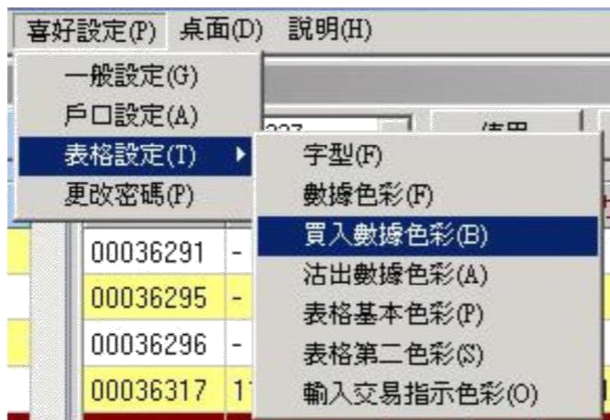 喜好設定(P) 桌面(D) 說明(H)
一般設定(G)
戶口設定(A)
表格設定(T)
更改密碼(P)
字型(F)
數據色彩(F)
買入數據色彩(B)
沽出數據色彩(A)
表格基本色彩(P)
表格第二色彩(S)
輸入交易指示色彩(O)
00036291 -
00036295 -
00036296 -
00036317